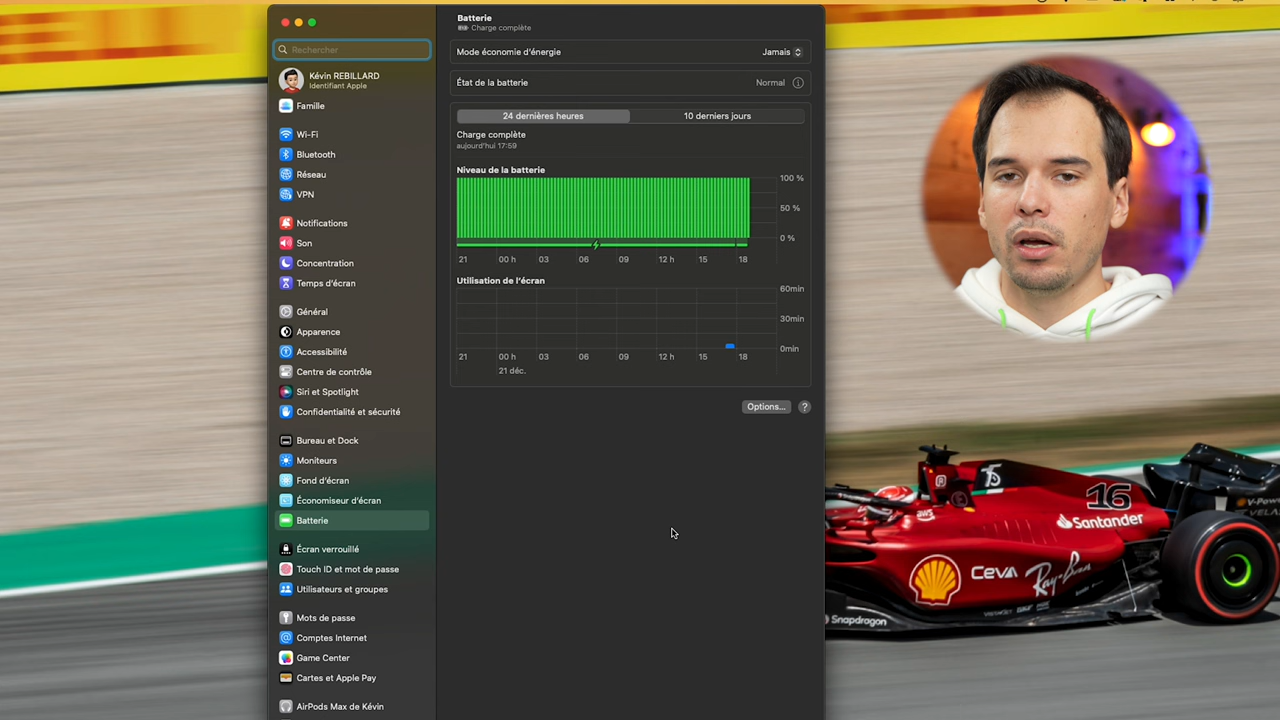 Rechercher
Kévin REBILLARD
Identifiant Apple
Famille
Wi-Fi
Bluetooth
Réseau
VPN
Notifications
Son
Concentration
Temps d'écran
Général
Apparence
Accessibilité
Centre de contrôle
Siri et Spotlight
Confidentialité et sécurité
Bureau et Dock
Moniteurs
Fond d'écran
Économiseur d'écran
Batterie
Écran verrouillé
Touch ID et mot de passe
Utilisateurs et groupes
Mots de passe
Comptes Internet
Game Center
Cartes et Apple Pay
AirPods Max de Kévin
Batterie
Charge complète
Mode économie d'énergie Jamais
État de la batterie Normal
24 dernières heures 10 derniers jours
Charge complète
aujourd'hui 17:59
Niveau de la batterie
100 %
50 %
0 %
21 00 h 03 06 09 12 h 15 18
Utilisation de l'écran
60min
30min
0min
21 00 h 03 06 09 12 h 15 18
21 déc.
Options... ?
16
Santander
V-Power
CEVA
Ray-Ban
Snapdragon